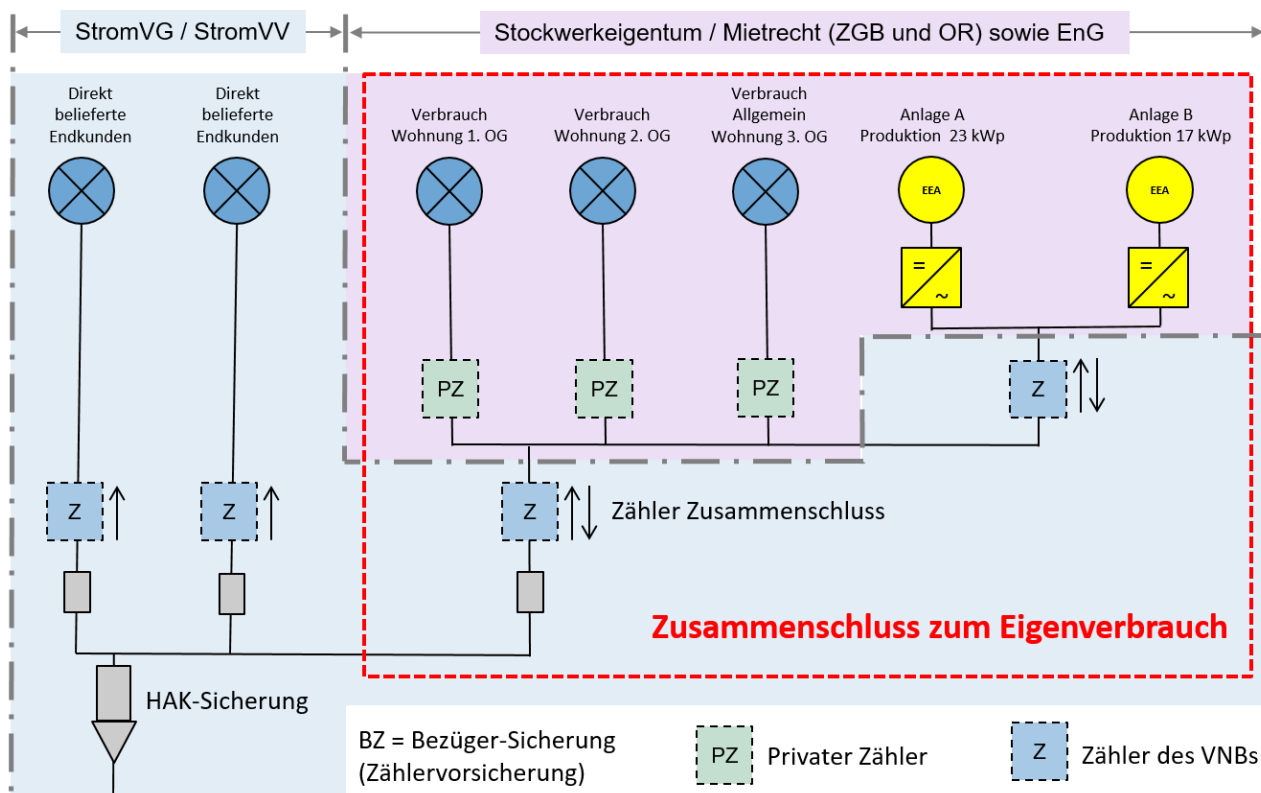 StromVG / StromVV
Stockwerkeigentum / Mietrecht (ZGB und OR) sowie EnG
Direkt
belieferte
Endkunden
Direkt
belieferte
Endkunden
Verbrauch
Wohnung 1. OG
Verbrauch
Wohnung 2. OG
Verbrauch
Allgemein
Wohnung 3. OG
Anlage A
Produktion 23 kWp
Anlage B
Produktion 17 kWp
EEA
EEA
=
~
=
~
PZ
PZ
PZ
Z
Z
Z
Z
Zähler Zusammenschluss
Zusammenschluss zum Eigenverbrauch
HAK-Sicherung
BZ = Bezüger-Sicherung
(Zählervorsicherung)
PZ
Privater Zähler
Z
Zähler des VNBs